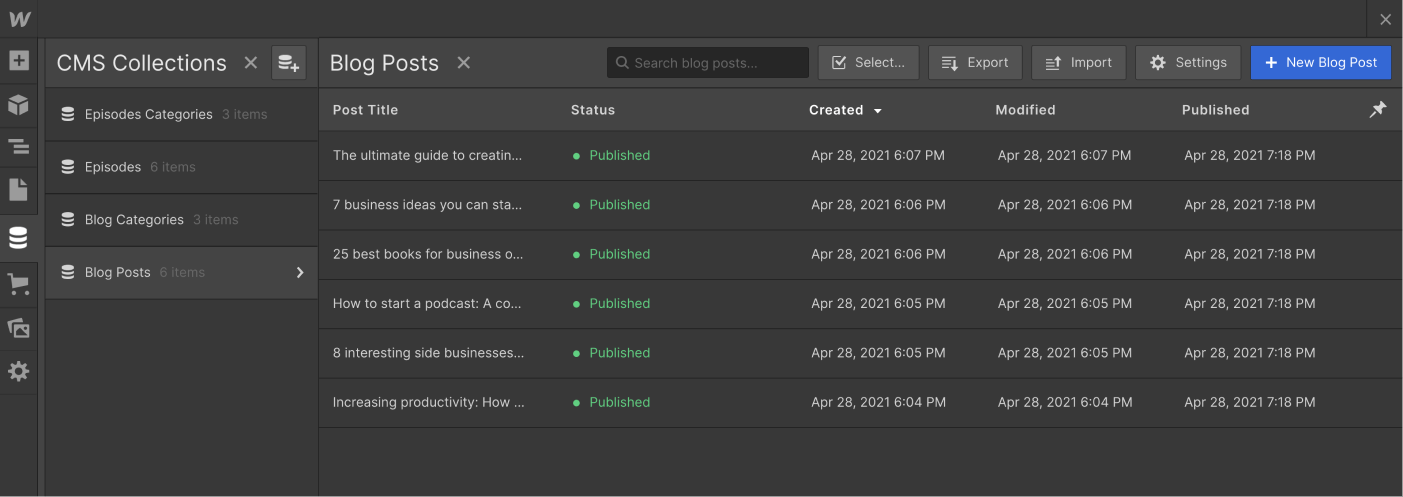 CMS Collections
Blog Posts
Search blog posts...
Select...
Export
Import
Settings
+ New Blog Post
Episodes Categories 3 items
Episodes 6 items
Blog Categories 3 items
Blog Posts 6 items
Post Title Status Created Modified Published
The ultimate guide to creatin... Published Apr 28, 2021 6:07 PM Apr 28, 2021 6:07 PM Apr 28, 2021 7:18 PM
7 business ideas you can sta... Published Apr 28, 2021 6:06 PM Apr 28, 2021 6:06 PM Apr 28, 2021 7:18 PM
25 best books for business o... Published Apr 28, 2021 6:06 PM Apr 28, 2021 6:06 PM Apr 28, 2021 7:18 PM
How to start a podcast: A co... Published Apr 28, 2021 6:05 PM Apr 28, 2021 6:05 PM Apr 28, 2021 7:18 PM
8 interesting side businesses... Published Apr 28, 2021 6:05 PM Apr 28, 2021 6:05 PM Apr 28, 2021 7:18 PM
Increasing productivity: How ... Published Apr 28, 2021 6:04 PM Apr 28, 2021 6:04 PM Apr 28, 2021 7:18 PM